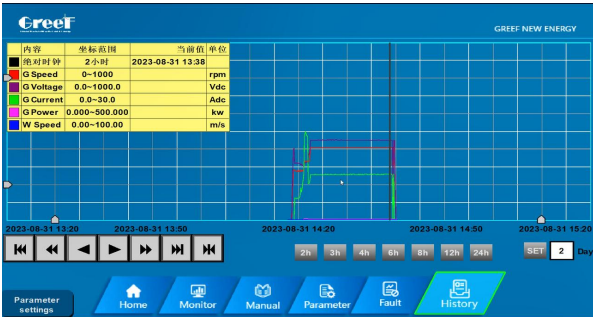 GreeF
GREEF NEW ENERGY
内容 坐标范围 当前值 单位
绝对时钟 2小时 2023-08-31 13:38
G Speed 0~1000 rpm
G Voltage 0.0~1000.0 Vdc
G Current 0.0~30.0 Adc
G Power 0.000~500.000 kw
W Speed 0.00~100.00 m/s
2023-08-31 13:20 2023-08-31 13:50 2023-08-31 14:20 2023-08-31 14:50 2023-08-31 15:20
2h 3h 4h 6h 8h 12h 24h SET 2 Day
Parameter
settings
Home Monitor Manual Parameter Fault History